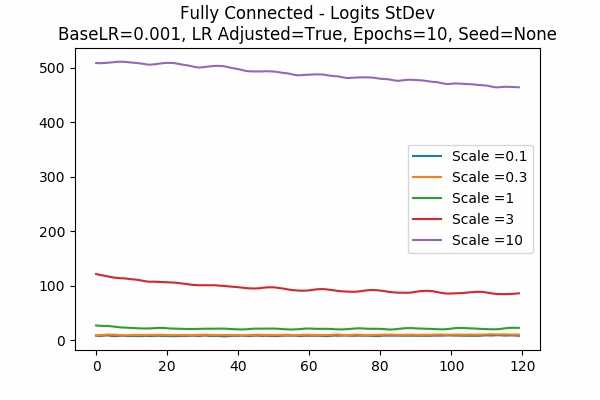 Fully Connected - Logits StDev
BaseLR=0.001, LR Adjusted=True, Epochs=10, Seed=None
500
400
300
200
100
0
Scale =0.1
Scale =0.3
Scale =1
Scale =3
Scale =10
0 20 40 60 80 100 120